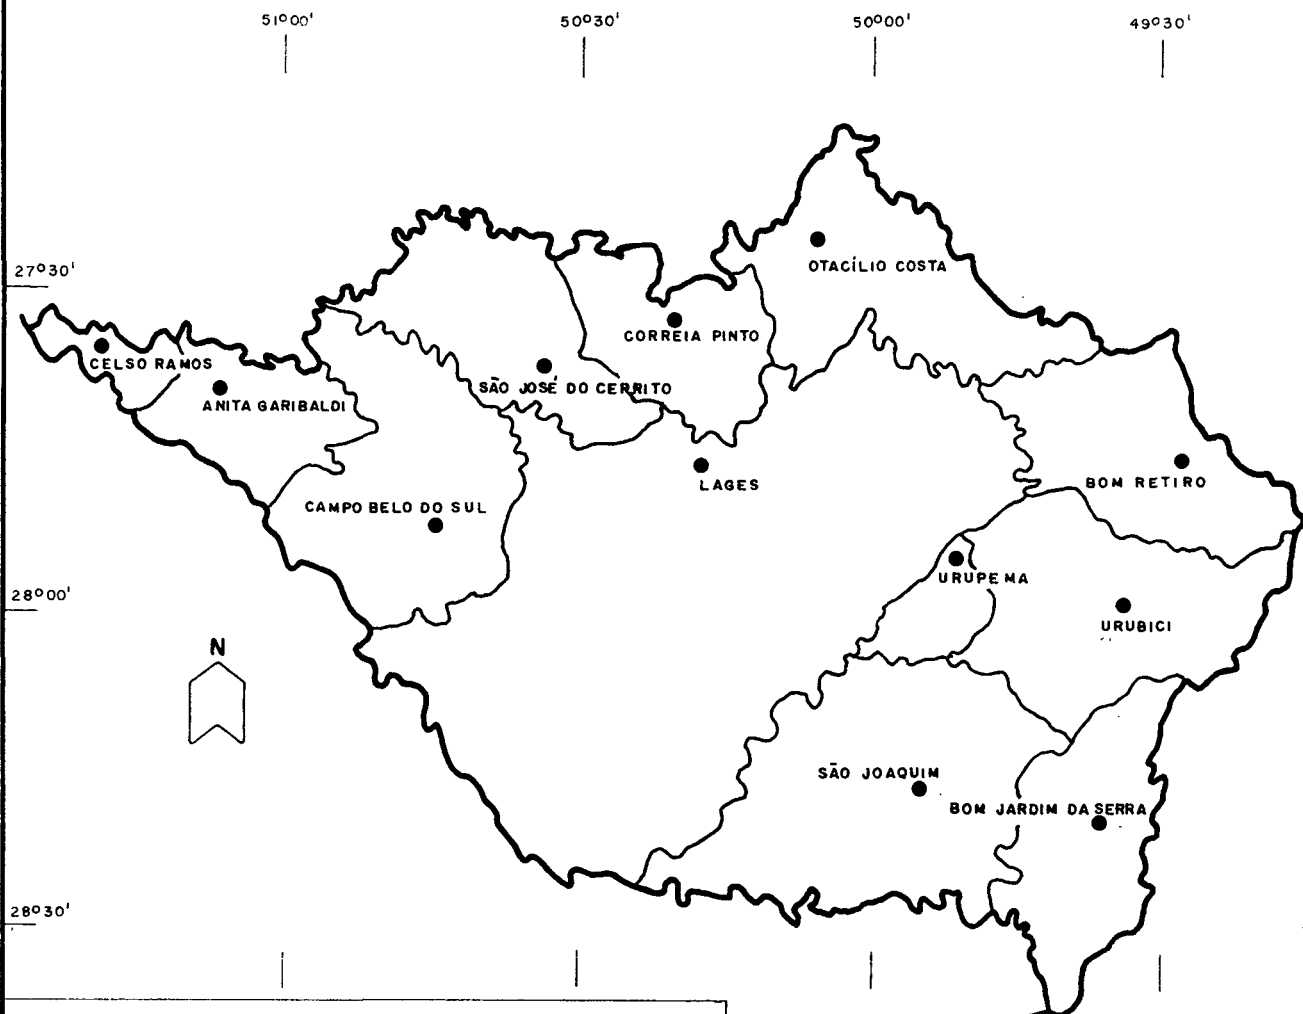 51°00' 50°30' 50°00' 49°30'
27°30'
OTACÍLIO COSTA
CORREIA PINTO
CELSO RAMOS
SÃO JOSÉ DO CERRITO
ANITA GARIBALDI
LAGES
BOM RETIRO
CAMPO BELO DO SUL
URUPEMA
28°00'
URUBICI
N
SÃO JOAQUIM
BOM JARDIM DA SERRA
28°30'